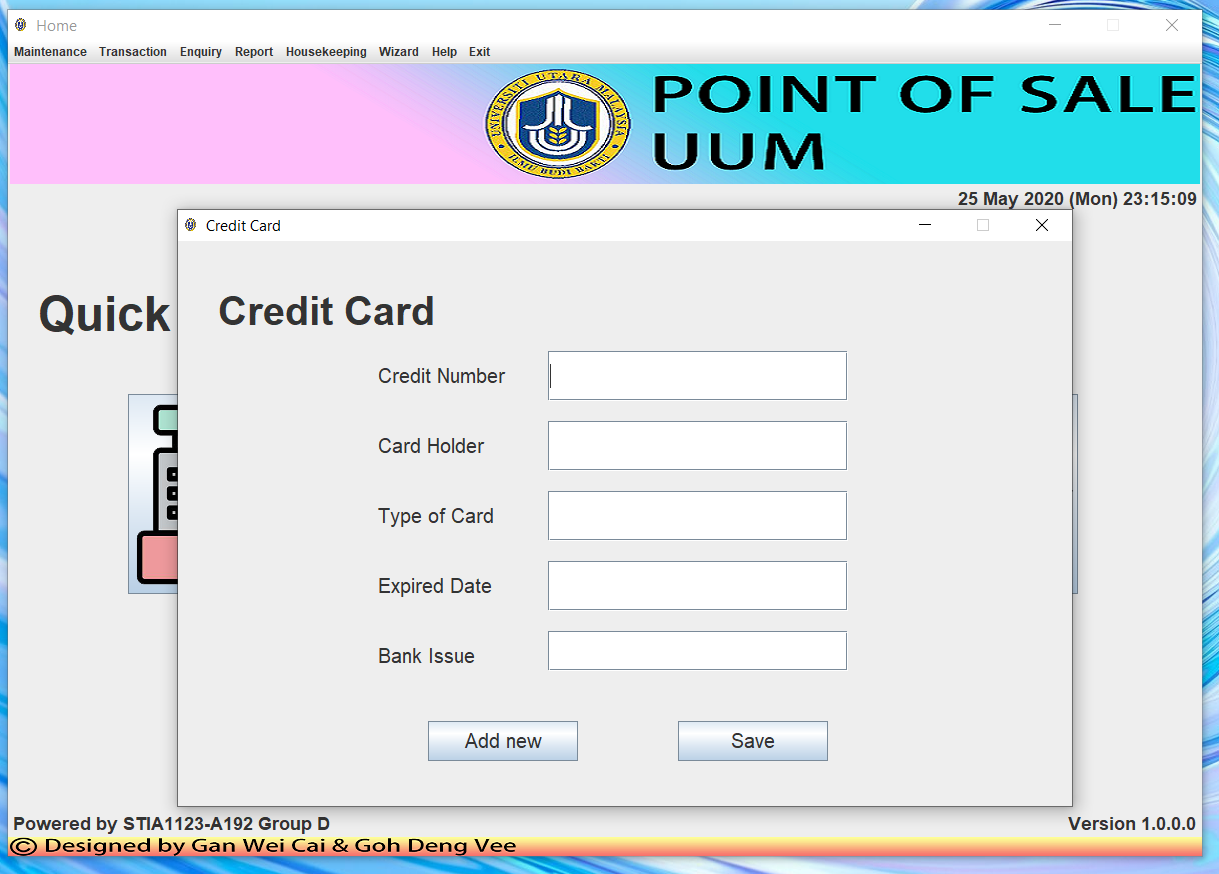 Home
Maintenance Transaction Enquiry Report Housekeeping Wizard Help Exit
UNIVERSITI UTARA MALAYSIA
ILMU BUDI BAKTI
POINT OF SALE
UUM
25 May 2020 (Mon) 23:15:09
Credit Card
Quick
Credit Card
Credit Number
Card Holder
Type of Card
Expired Date
Bank Issue
Add new Save
Powered by STIA1123-A192 Group D
Version 1.0.0.0
© Designed by Gan Wei Cai & Goh Deng Vee